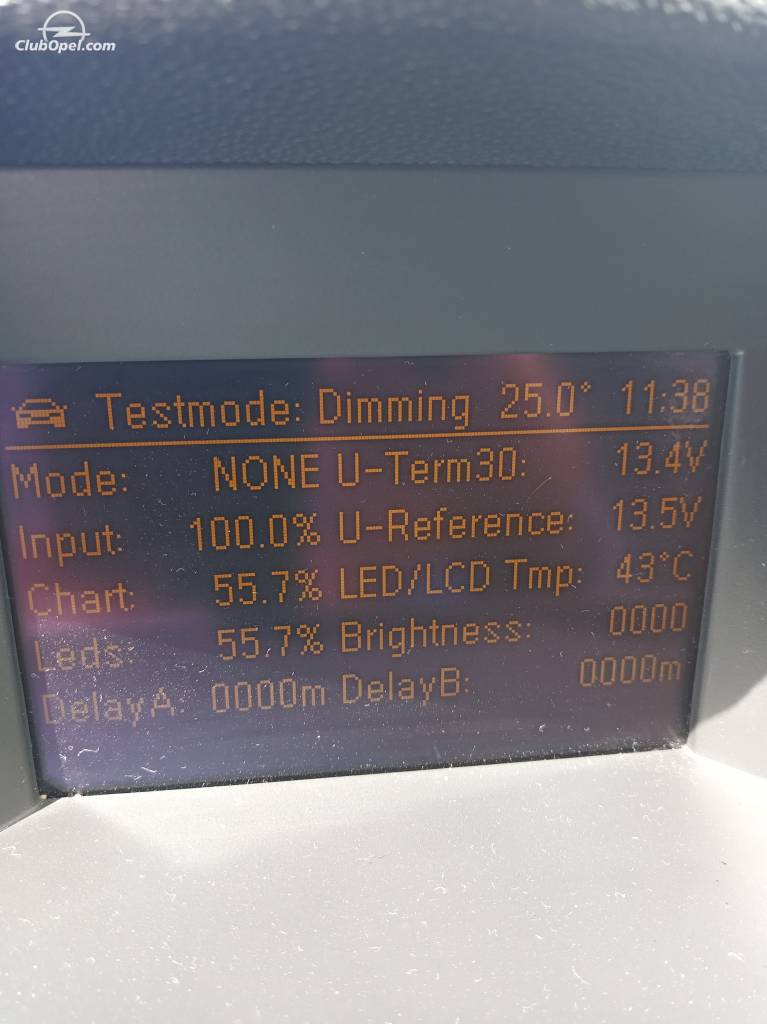 ClubOpel.com
Testmode: Dimming 25.0° 11:38
Mode: NONE U-Term30: 13.4V
Input: 100.0% U-Reference: 13.5V
Chart: 55.7% LED/LCD Tmp: 43°C
Leds: 55.7% Brightness: 0000
DelayA: 0000m DelayB: 0000m